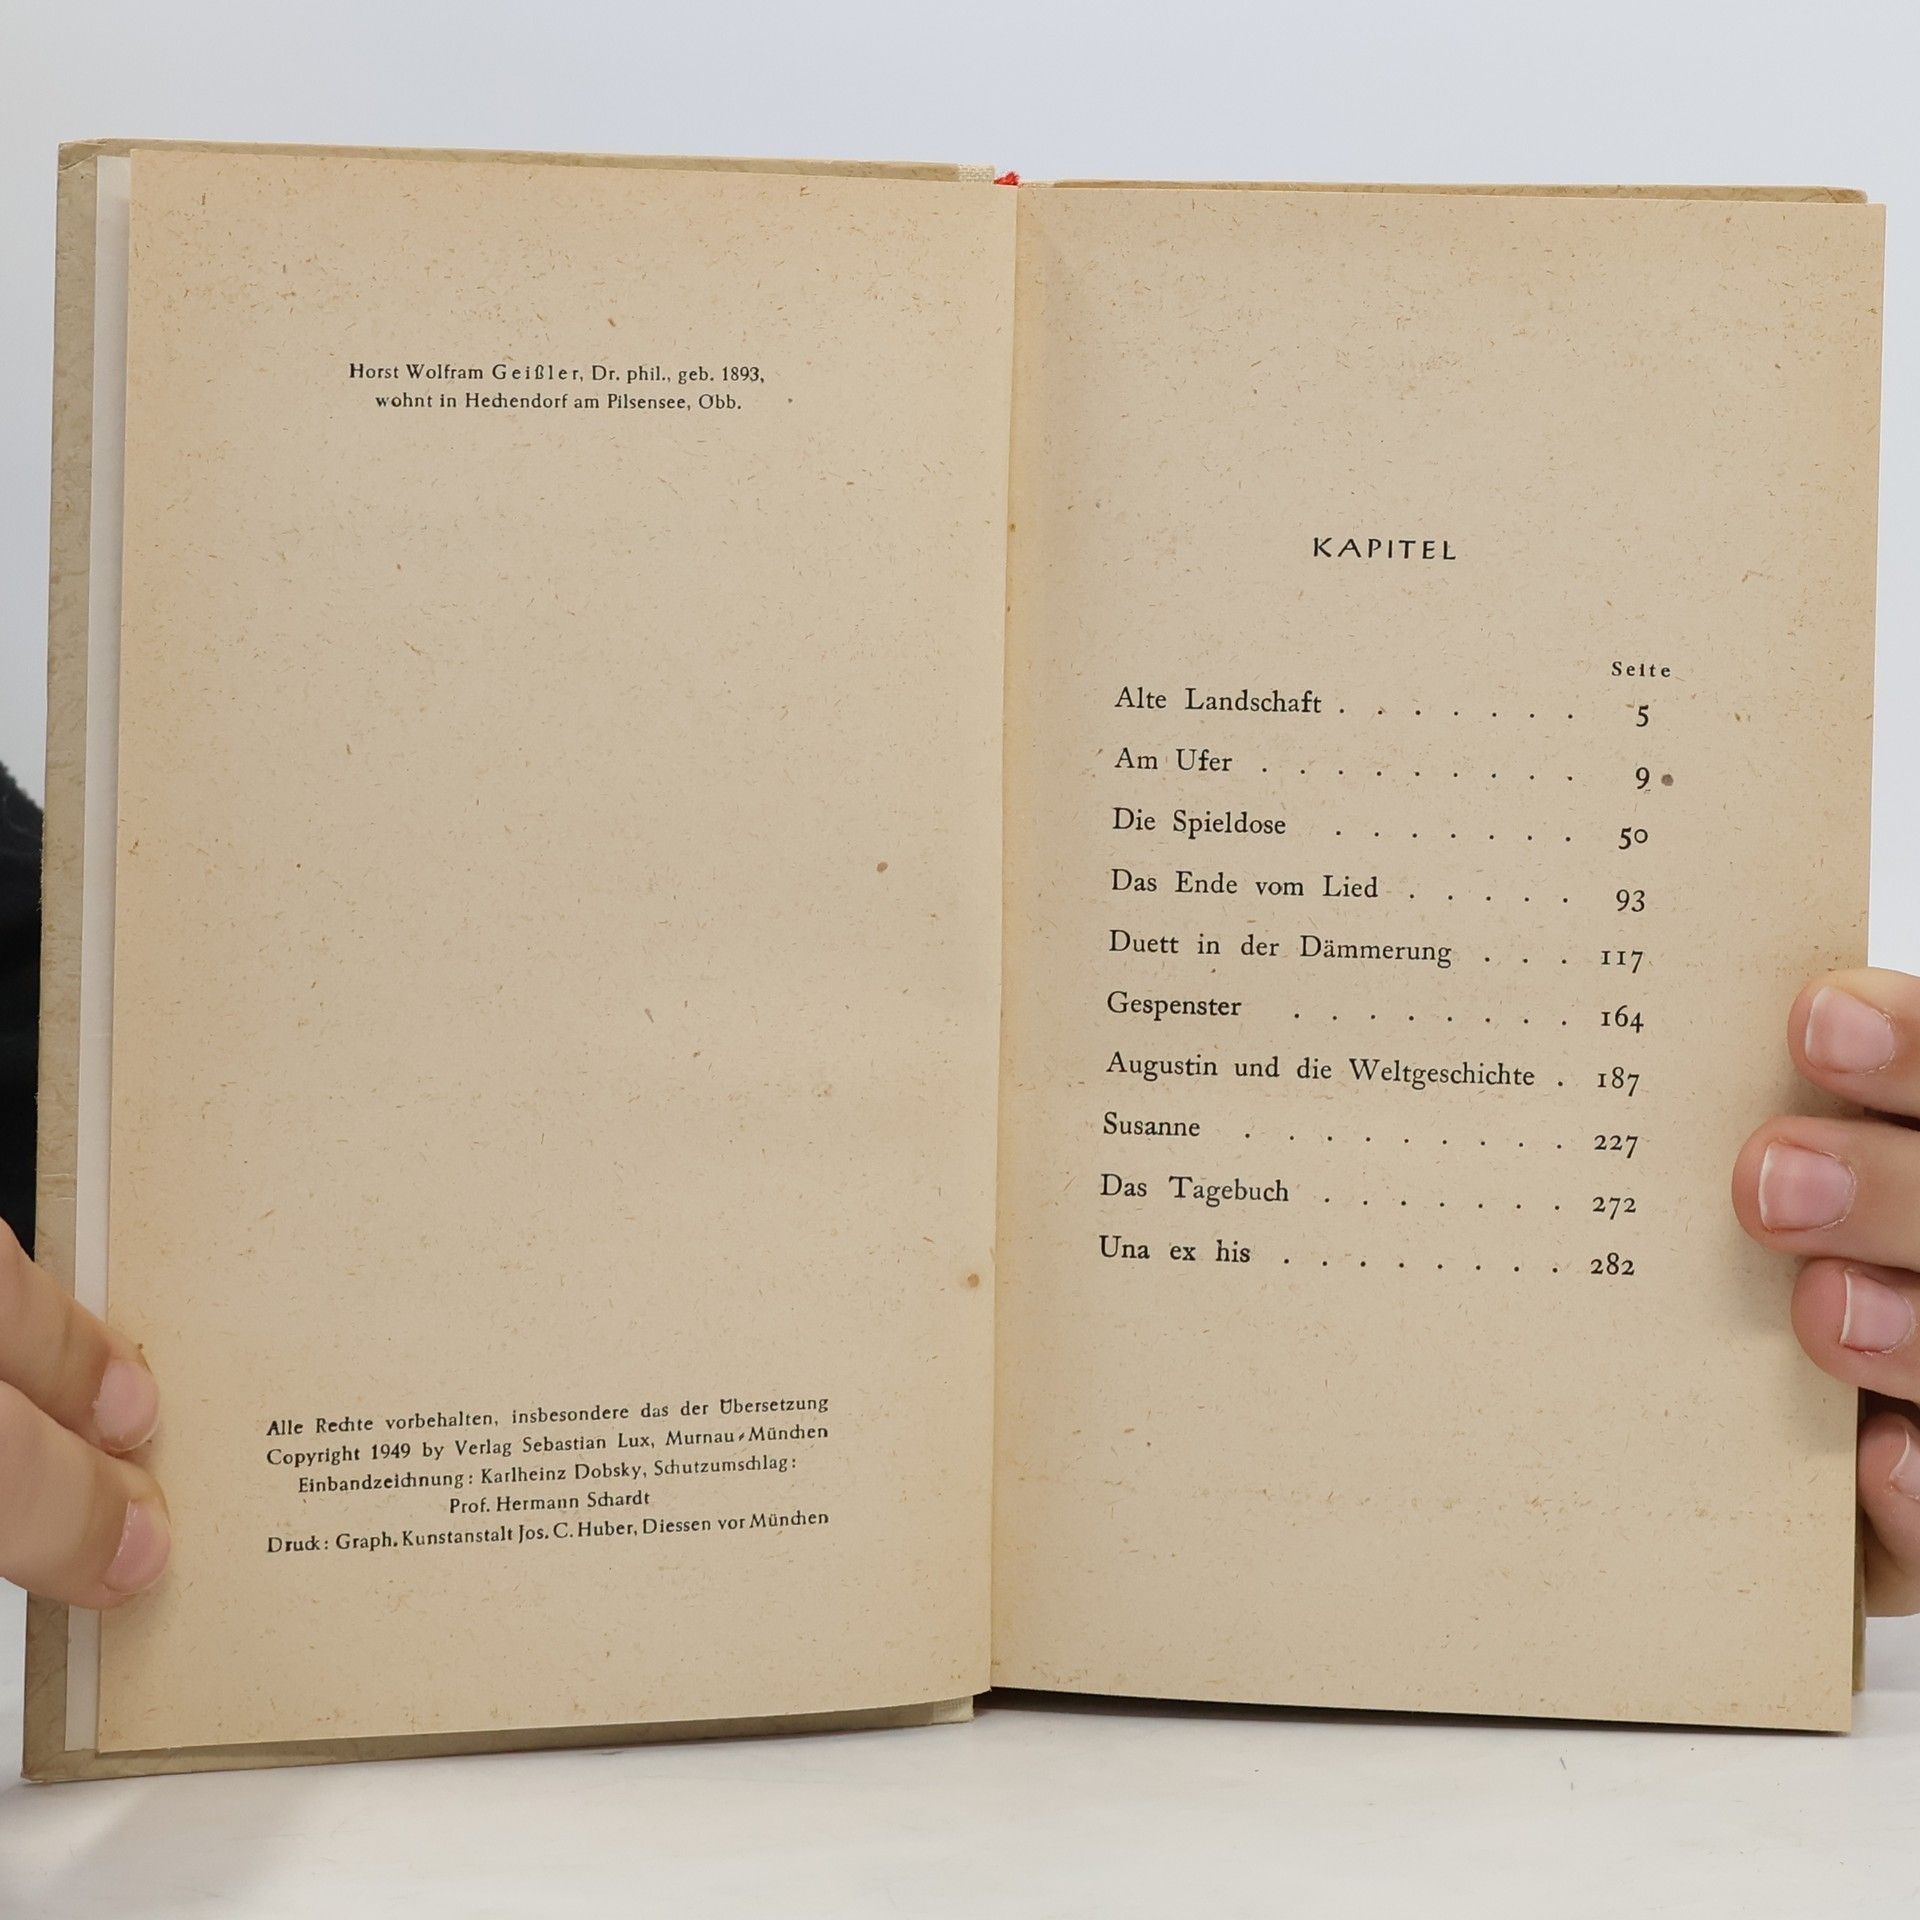 Horst Wolfram Geißler, Dr. phil., geb. 1893,
wohnt in Hechendorf am Pilsensee, Obb.
Alle Rechte vorbehalten, insbesondere das der Übersetzung
Copyright 1949 by Verlag Sebastian Lux, Murnau-München
Einbandzeichnung: Karlheinz Dobsky, Schutzumschlag:
Prof. Hermann Schardt
Druck: Graph. Kunstanstalt Jos. C. Huber, Diessen vor München
KAPITEL
Seite
Alte Landschaft . . . . . . . 5
Am Ufer . . . . . . . . . 9
Die Spieldose . . . . . . . 50
Das Ende vom Lied . . . . . 93
Duett in der Dämmerung . . . 117
Gespenster . . . . . . . . 164
Augustin und die Weltgeschichte . 187
Susanne . . . . . . . . . 227
Das Tagebuch . . . . . . . 272
Una ex his . . . . . . . . 282